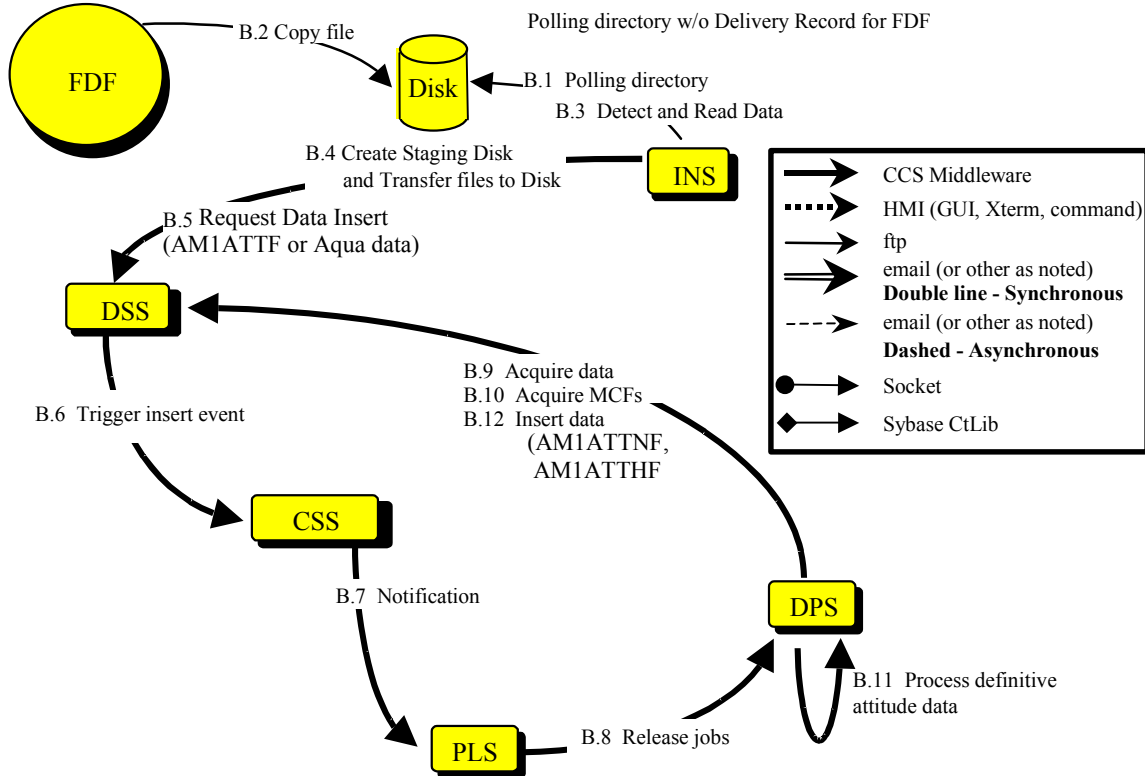 Polling directory w/o Delivery Record for FDF
B.2 Copy file
FDF
Disk
B.1 Polling directory
B.3 Detect and Read Data
B.4 Create Staging Disk
and Transfer files to Disk
INS
B.5 Request Data Insert
(AM1ATTF or Aqua data)
DSS
CCS Middleware
HMI (GUI, Xterm, command)
ftp
email (or other as noted)
Double line - Synchronous
email (or other as noted)
Dashed - Asynchronous
Socket
Sybase CtLib
B.9 Acquire data
B.10 Acquire MCFs
B.12 Insert data
(AM1ATTNF,
AM1ATTHF
B.6 Trigger insert event
CSS
B.7 Notification
DPS
B.11 Process definitive
attitude data
PLS
B.8 Release jobs